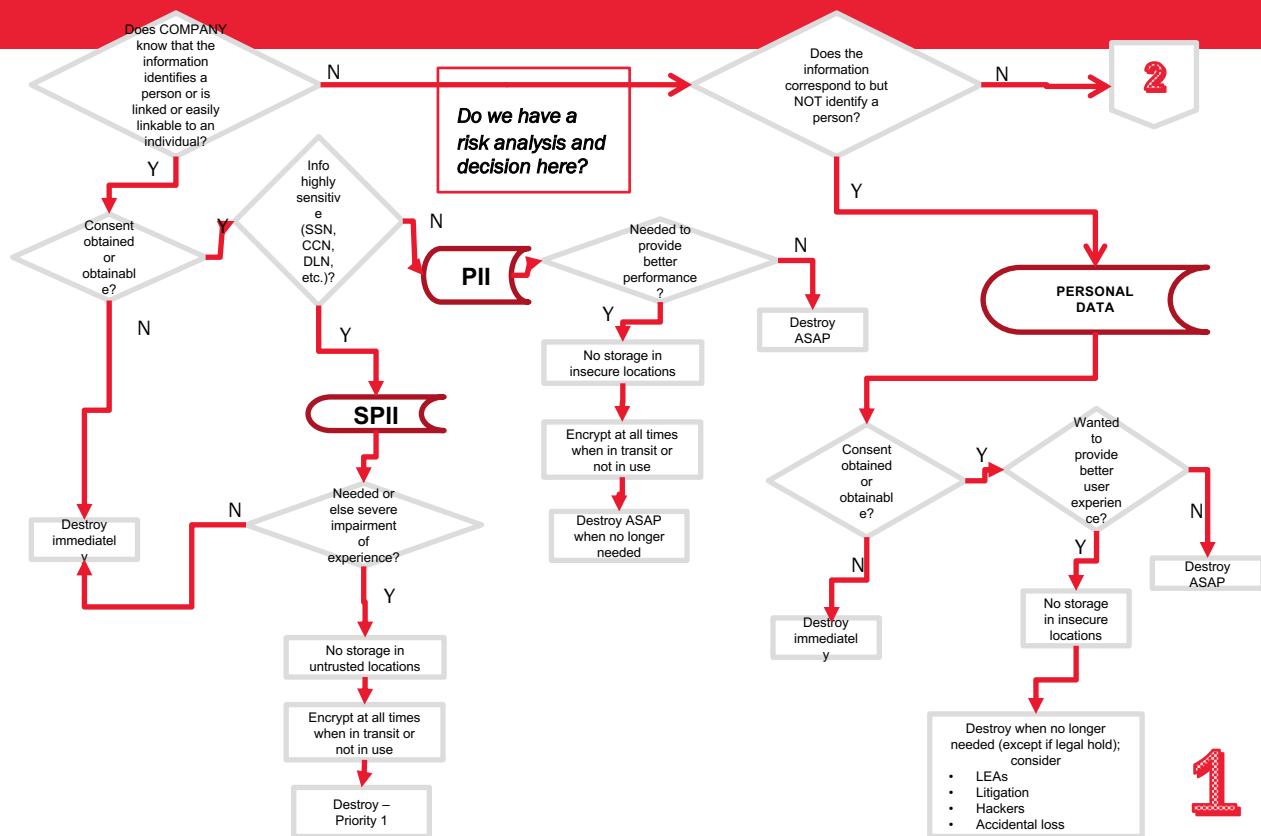 Does COMPANY
know that the
information
identifies a
person or is
linked or easily
linkable to an
individual?
N
Do we have a
risk analysis and
decision here?
Does the
information
correspond to but
NOT identify a
person?
N
2
Y
Y
Consent
obtained
or
obtainabl
e?
Y
N
Info
highly
sensitiv
e
(SSN,
CCN,
DLN,
etc.)?
N
Y
PII
Needed to
provide
better
performance
?
N
Destroy
ASAP
Y
No storage in
insecure locations
Encrypt at all times
when in transit or
not in use
Destroy ASAP
when no longer
needed
SPII
Needed or
else severe
impairment
of
experience?
N
Destroy
immediatel
y
Y
No storage in
untrusted locations
Encrypt at all times
when in transit or
not in use
Destroy –
Priority 1
PERSONAL
DATA
Consent
obtained
or
obtainabl
e?
Y
N
Destroy
immediatel
y
Wanted
to
provide
better
user
experien
ce?
N
Destroy
ASAP
Y
No storage
in insecure
locations
Destroy when no longer
needed (except if legal hold);
consider
• LEAs
• Litigation
• Hackers
• Accidental loss
1